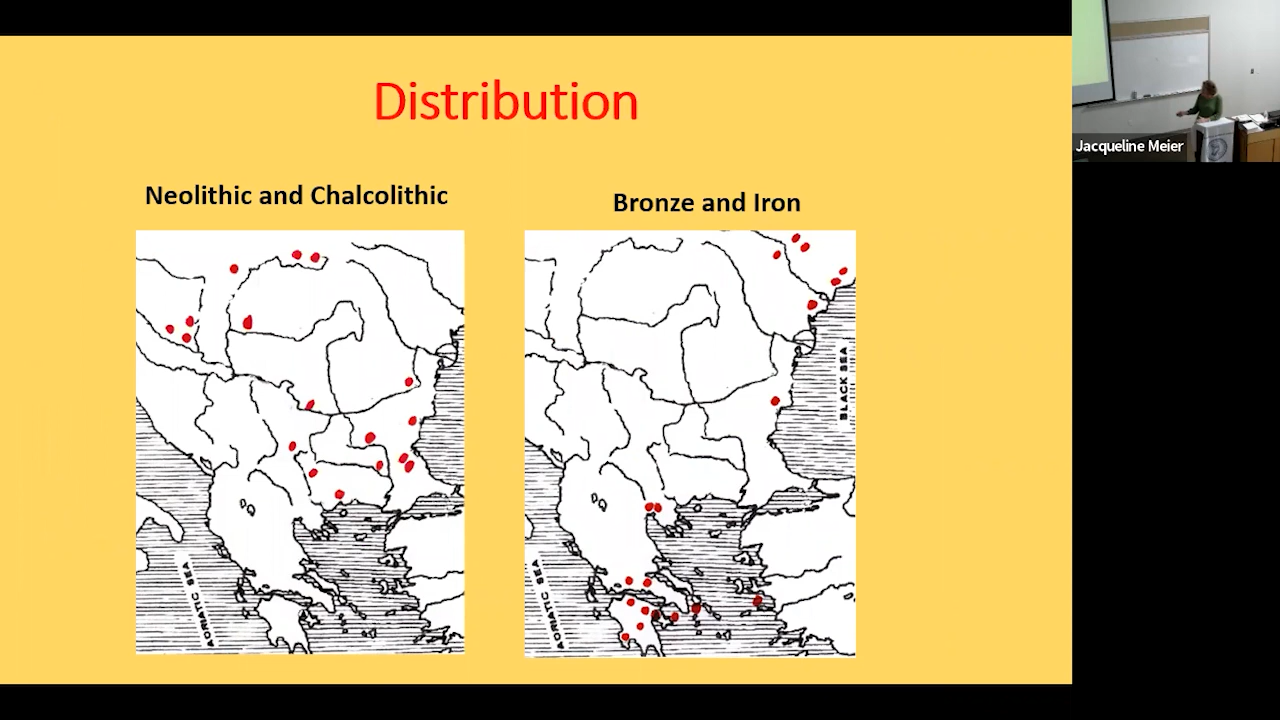 Distribution
Neolithic and Chalcolithic
Bronze and Iron
BLACK SEA
ADRIATIC SEA
ADRIATIC SEA
Jacqueline Meier